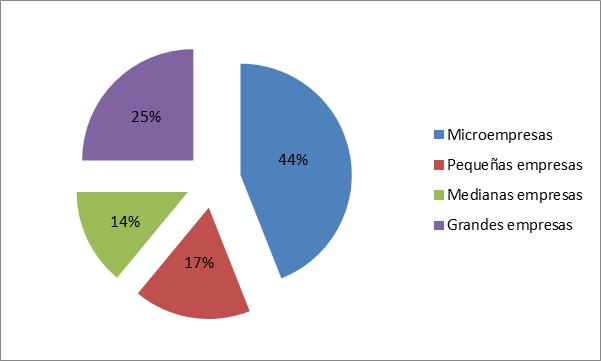 25%
44%
14%
17%
Microempresas
Pequeñas empresas
Medianas empresas
Grandes empresas